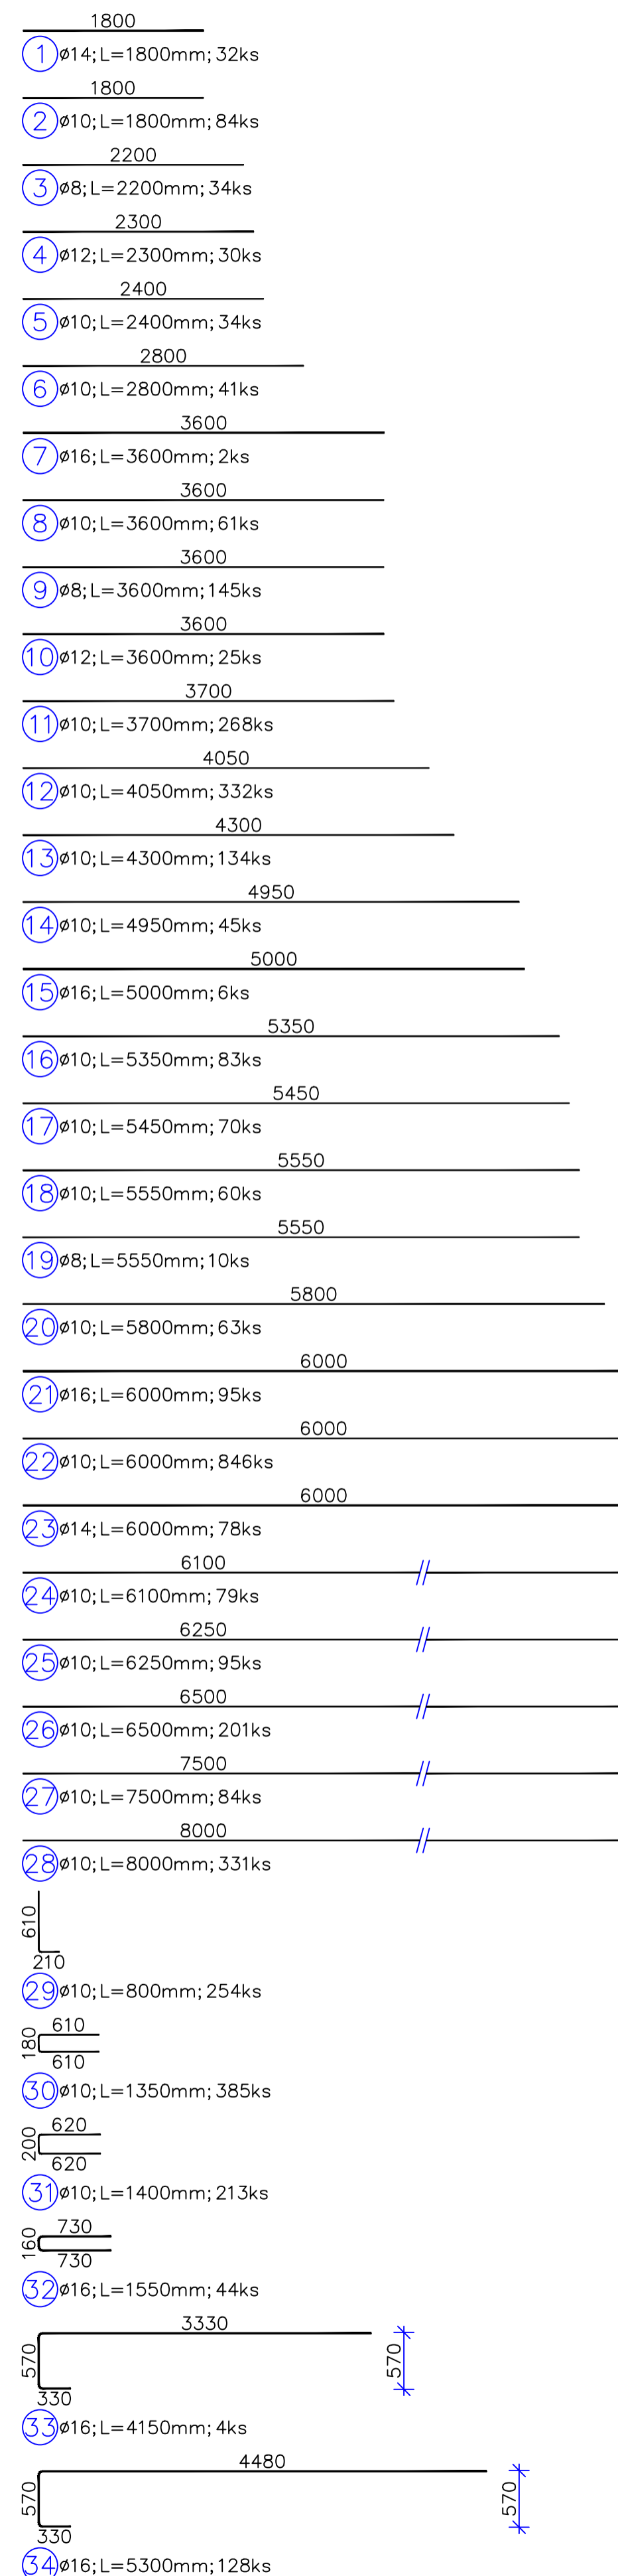 1800
1 ø14;L=1800mm;32ks
1800
2 ø10;L=1800mm;84ks
2200
3 ø8;L=2200mm;34ks
2300
4 ø12;L=2300mm;30ks
2400
5 ø10;L=2400mm;34ks
2800
6 ø10;L=2800mm;41ks
3600
7 ø16;L=3600mm;2ks
3600
8 ø10;L=3600mm;61ks
3600
9 ø8;L=3600mm;145ks
3600
10 ø12;L=3600mm;25ks
3700
11 ø10;L=3700mm;268ks
4050
12 ø10;L=4050mm;332ks
4300
13 ø10;L=4300mm;134ks
4950
14 ø10;L=4950mm;45ks
5000
15 ø16;L=5000mm;6ks
5350
16 ø10;L=5350mm;83ks
5450
17 ø10;L=5450mm;70ks
5550
18 ø10;L=5550mm;60ks
5550
19 ø8;L=5550mm;10ks
5800
20 ø10;L=5800mm;63ks
6000
21 ø16;L=6000mm;95ks
6000
22 ø10;L=6000mm;846ks
6000
23 ø14;L=6000mm;78ks
6100
24 ø10;L=6100mm;79ks
6250
25 ø10;L=6250mm;95ks
6500
26 ø10;L=6500mm;201ks
7500
27 ø10;L=7500mm;84ks
8000
28 ø10;L=8000mm;331ks
610
210
29 ø10;L=800mm;254ks
610
180
610
30 ø10;L=1350mm;385ks
620
200
620
31 ø10;L=1400mm;213ks
730
160
730
32 ø16;L=1550mm;44ks
3330
570
570
330
33 ø16;L=4150mm;4ks
4480
570
570
330
34 ø16;L=5300mm;128ks